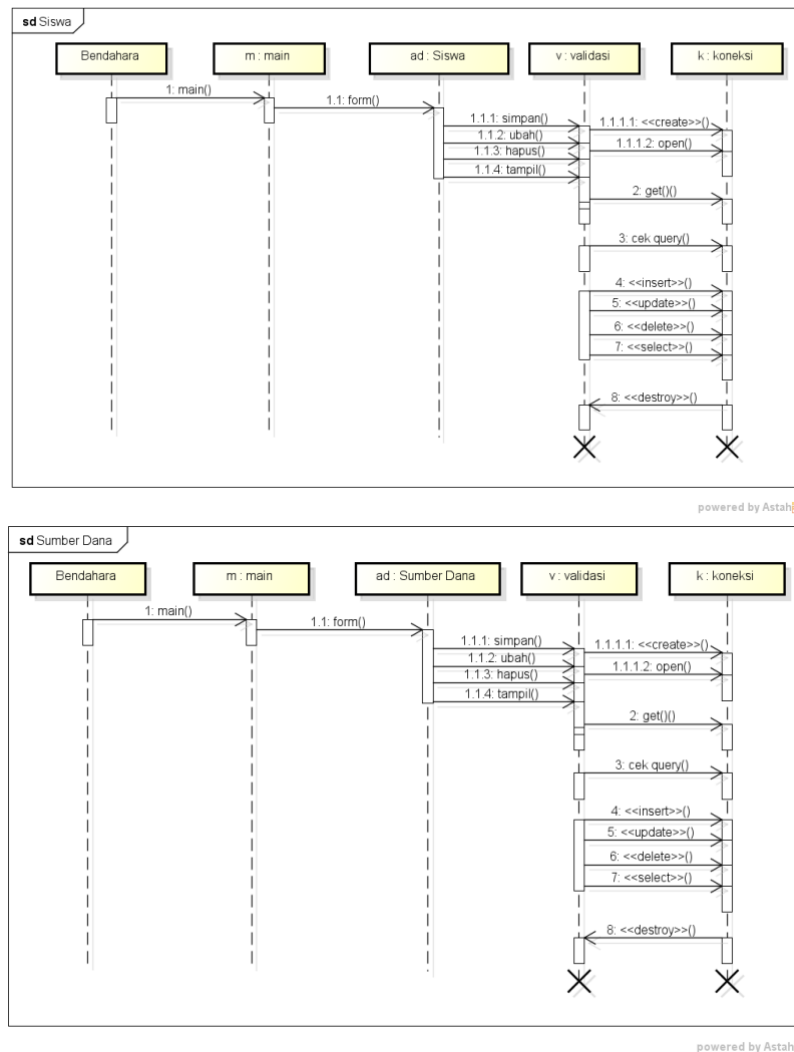 sd Siswa
Bendahara
m : main
ad : Siswa
v : validasi
k : koneksi
1: main()
1.1: form()
1.1.1: simpan()
1.1.2: ubah()
1.1.3: hapus()
1.1.4: tampil()
1.1.1.1: <<create>>()
1.1.1.2: open()
2: get()()
3: cek query()
4: <<insert>>()
5: <<update>>()
6: <<delete>>()
7: <<select>>()
8: <<destroy>>()
powered by Astah
sd Sumber Dana
Bendahara
m : main
ad : Sumber Dana
v : validasi
k : koneksi
1: main()
1.1: form()
1.1.1: simpan()
1.1.2: ubah()
1.1.3: hapus()
1.1.4: tampil()
1.1.1.1: <<create>>()
1.1.1.2: open()
2: get()()
3: cek query()
4: <<insert>>()
5: <<update>>()
6: <<delete>>()
7: <<select>>()
8: <<destroy>>()
powered by Astah